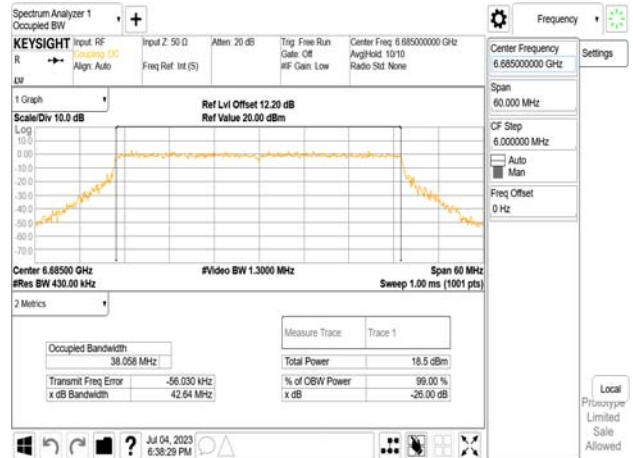 Spectrum Analyzer 1
Occupied BW
Frequency
KEYSIGHT
R
LXI
Input: RF
Coupling: DC
Align: Auto
Input Z: 50 Ω
Freq Ref: Int (S)
Atten: 20 dB
Trig: Free Run
Gate: Off
#IF Gain: Low
Center Freq: 6.685000000 GHz
Avg|Hold: 10/10
Radio Std: None
Center Frequency
6.685000000 GHz
Settings
Span
60.000 MHz
CF Step
6.000000 MHz
Auto
Man
Freq Offset
0 Hz
1 Graph
Scale/Div 10.0 dB
Ref Lvl Offset 12.20 dB
Ref Value 20.00 dBm
Log
10.0
0.00
-10.0
-20.0
-30.0
-40.0
-50.0
-60.0
-70.0
Center 6.68500 GHz
#Res BW 430.00 kHz
#Video BW 1.3000 MHz
Span 60 MHz
Sweep 1.00 ms (1001 pts)
2 Metrics
Measure Trace
Trace 1
Occupied Bandwidth
38.058 MHz
Total Power
18.5 dBm
Transmit Freq Error
-56.030 kHz
% of OBW Power
99.00 %
x dB Bandwidth
42.64 MHz
x dB
-26.00 dB
Local
Prototype
Limited
Sale
Allowed
Jul 04, 2023
6:38:29 PM